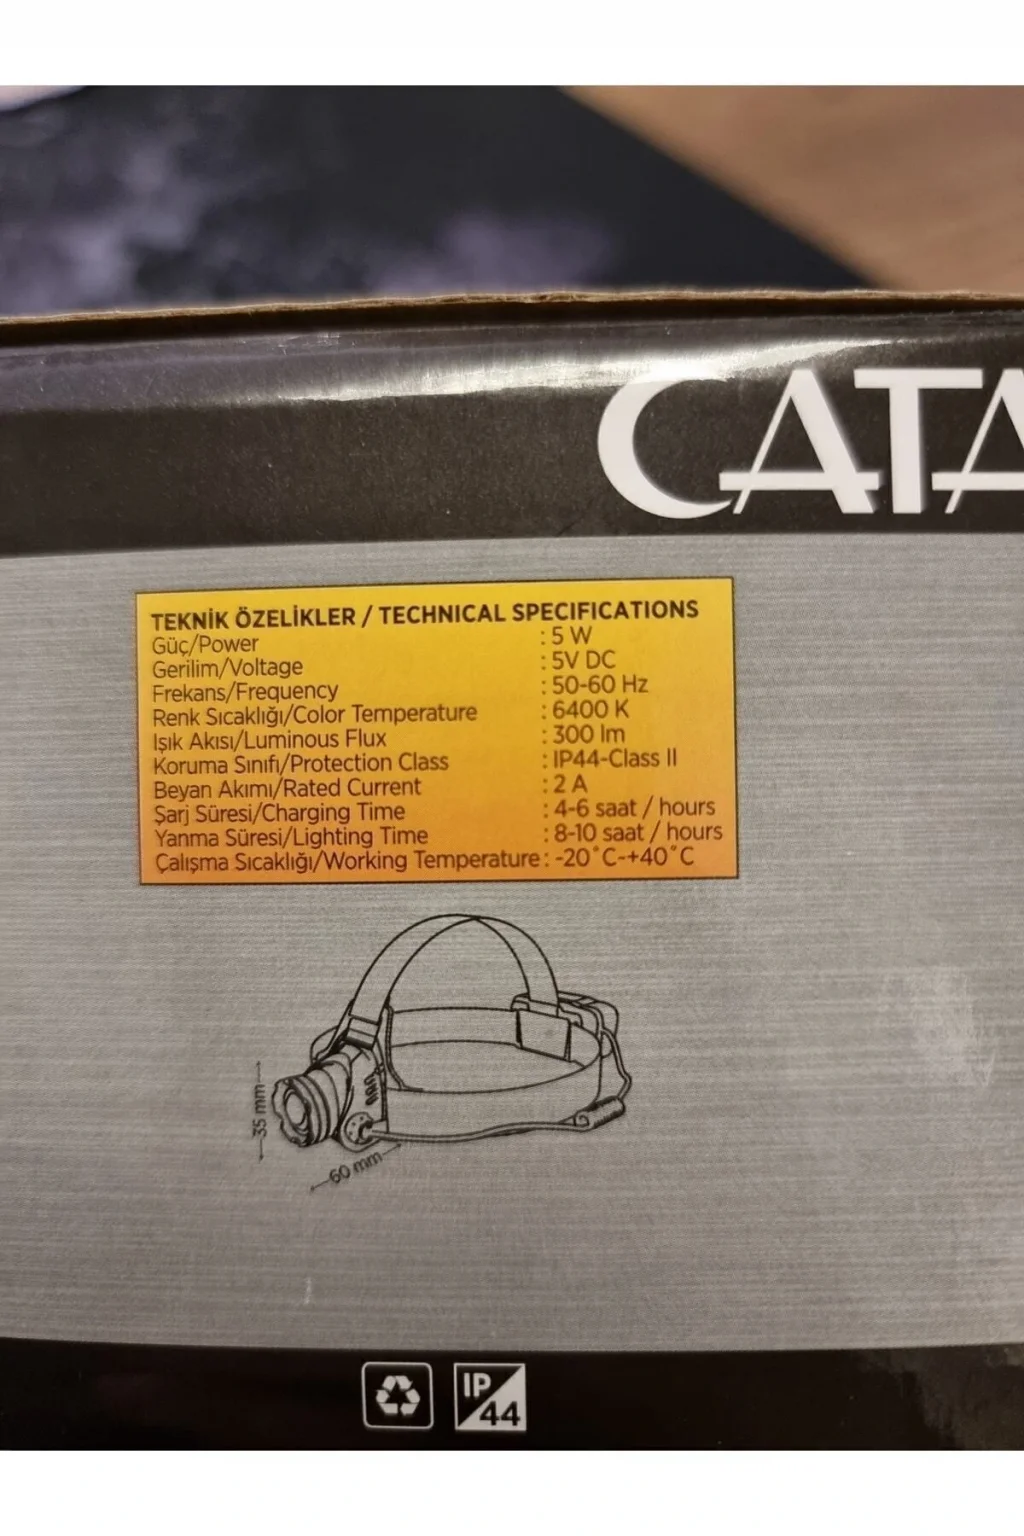 CATA
TEKNİK ÖZELİKLER / TECHNICAL SPECIFICATIONS
Güç/Power : 5 W
Gerilim/Voltage : 5V DC
Frekans/Frequency : 50-60 Hz
Renk Sıcaklığı/Color Temperature : 6400 K
Işık Akısı/Luminous Flux : 300 lm
Koruma Sınıfı/Protection Class : IP44-Class II
Beyan Akımı/Rated Current : 2 A
Şarj Süresi/Charging Time : 4-6 saat / hours
Yanma Süresi/Lighting Time : 8-10 saat / hours
Çalışma Sıcaklığı/Working Temperature : -20°C-+40°C
35 mm
60 mm
IP 44